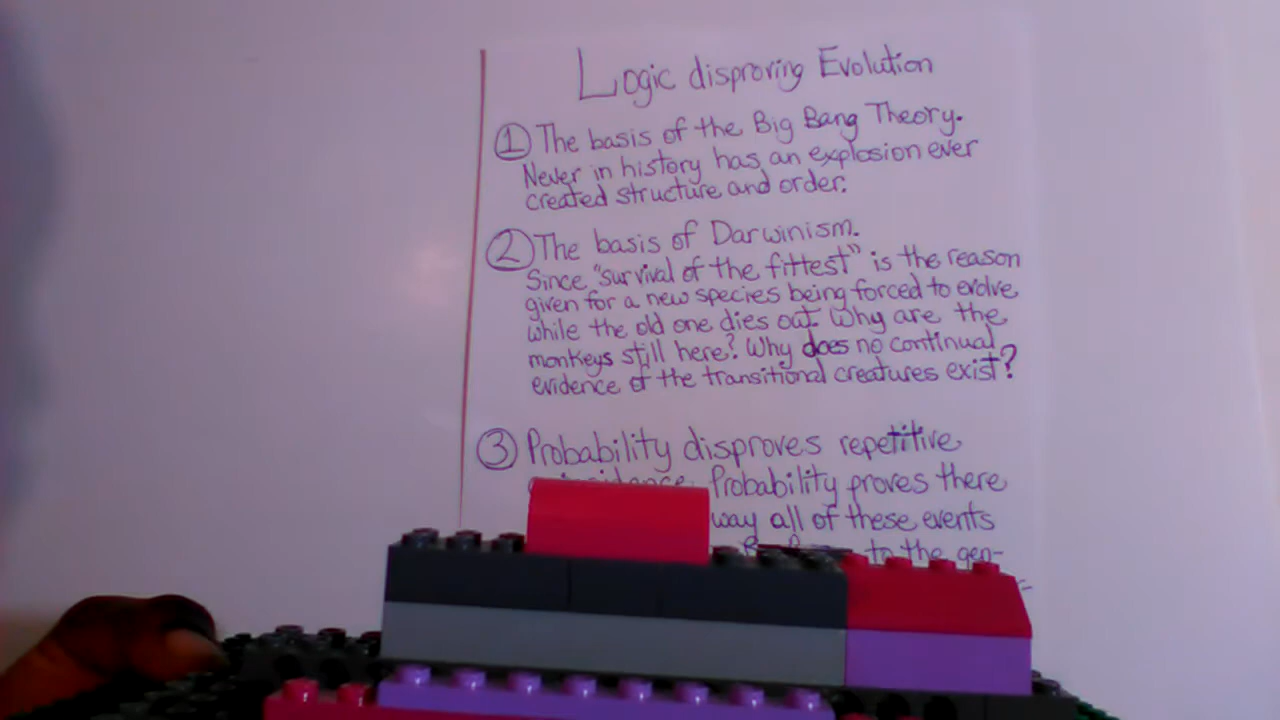 Logic disproving Evolution
① The basis of the Big Bang Theory.
Never in history has an explosion ever
created structure and order.
② The basis of Darwinism.
Since "survival of the fittest" is the reason
given for a new species being forced to evolve
while the old one dies out. Why are the
monkeys still here? Why does no continual
evidence of the transitional creatures exist?
③ Probability disproves repetitive
Probability proves there
way all of these events
to the gen-